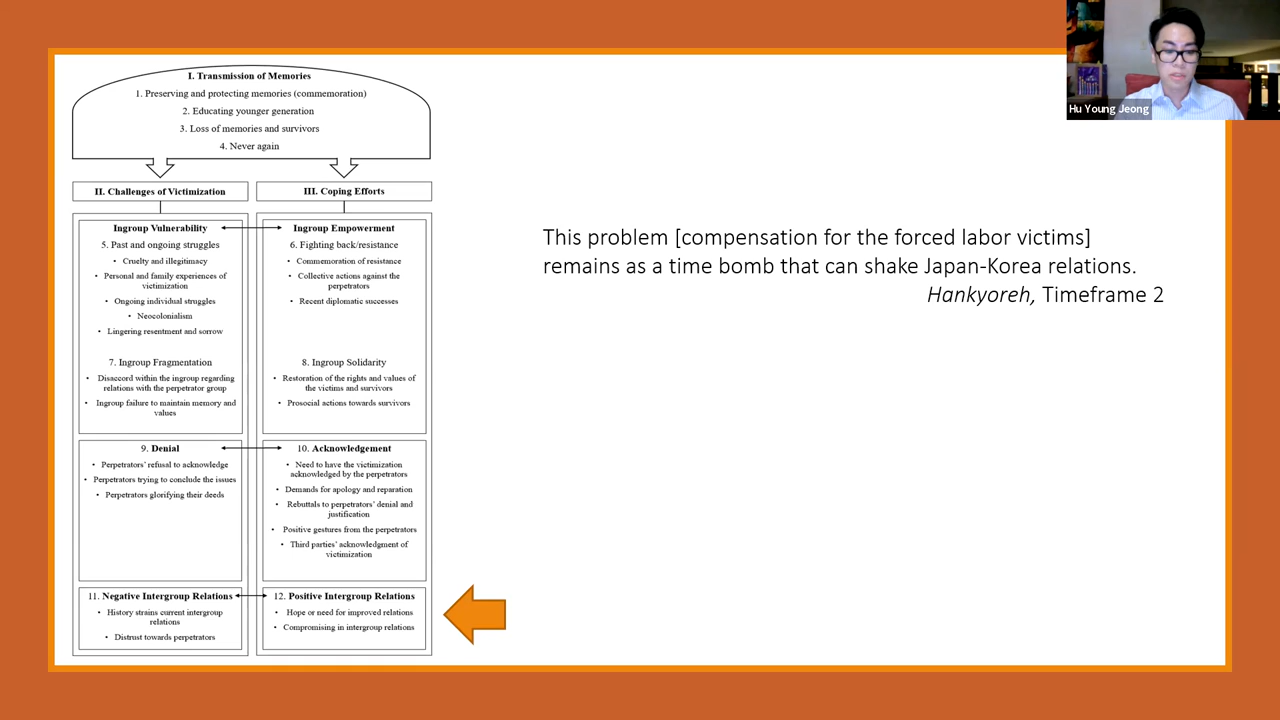 I. Transmission of Memories
1. Preserving and protecting memories (commemoration)
2. Educating younger generation
3. Loss of memories and survivors
4. Never again
II. Challenges of Victimization
Ingroup Vulnerability
5. Past and ongoing struggles
• Cruelty and illegitimacy
• Personal and family experiences of
victimization
• Ongoing individual struggles
• Neocolonialism
• Lingering resentment and sorrow
7. Ingroup Fragmentation
• Disaccord within the ingroup regarding
relations with the perpetrator group
• Ingroup failure to maintain memory and
values
9. Denial
• Perpetrators' refusal to acknowledge
• Perpetrators trying to conclude the issues
• Perpetrators glorifying their deeds
11. Negative Intergroup Relations
• History strains current intergroup
relations
• Distrust towards perpetrators
III. Coping Efforts
Ingroup Empowerment
6. Fighting back/resistance
• Commemoration of resistance
• Collective actions against the
perpetrators
• Recent diplomatic successes
8. Ingroup Solidarity
• Restoration of the rights and values of
the victims and survivors
• Prosocial actions towards survivors
10. Acknowledgement
• Need to have the victimization
acknowledged by the perpetrators
• Demands for apology and reparation
• Rebuttals to perpetrators' denial and
justification
• Positive gestures from the perpetrators
• Third parties' acknowledgment of
victimization
12. Positive Intergroup Relations
• Hope or need for improved relations
• Compromising in intergroup relations
This problem [compensation for the forced labor victims]
remains as a time bomb that can shake Japan-Korea relations.
Hankyoreh, Timeframe 2
Hu Young Jeong